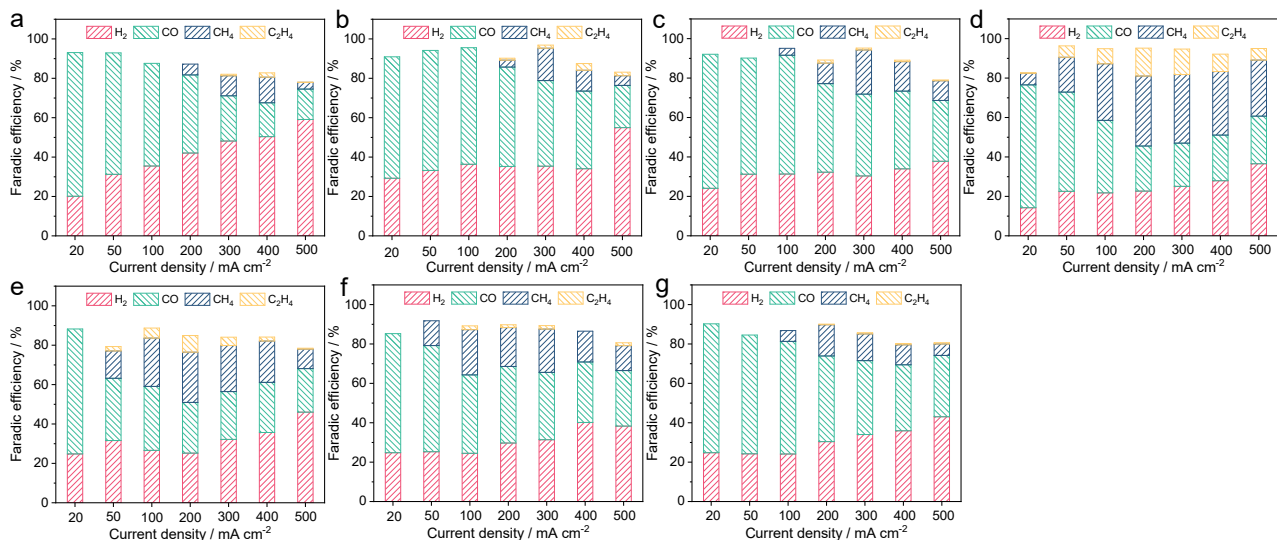 a
H₂ CO CH₄ C₂H₄
100
80
60
40
20
0
Faradic efficiency / %
20 50 100 200 300 400 500
Current density / mA cm⁻²
b
H₂ CO CH₄ C₂H₄
100
80
60
40
20
0
Faradic efficiency / %
20 50 100 200 300 400 500
Current density / mA cm⁻²
c
H₂ CO CH₄ C₂H₄
100
80
60
40
20
0
Faradic efficiency / %
20 50 100 200 300 400 500
Current density / mA cm⁻²
d
H₂ CO CH₄ C₂H₄
100
80
60
40
20
0
Faradic efficiency / %
20 50 100 200 300 400 500
Current density / mA cm⁻²
e
H₂ CO CH₄ C₂H₄
100
80
60
40
20
0
Faradic efficiency / %
20 50 100 200 300 400 500
Current density / mA cm⁻²
f
H₂ CO CH₄ C₂H₄
100
80
60
40
20
0
Faradic efficiency / %
20 50 100 200 300 400 500
Current density / mA cm⁻²
g
H₂ CO CH₄ C₂H₄
100
80
60
40
20
0
Faradic efficiency / %
20 50 100 200 300 400 500
Current density / mA cm⁻²